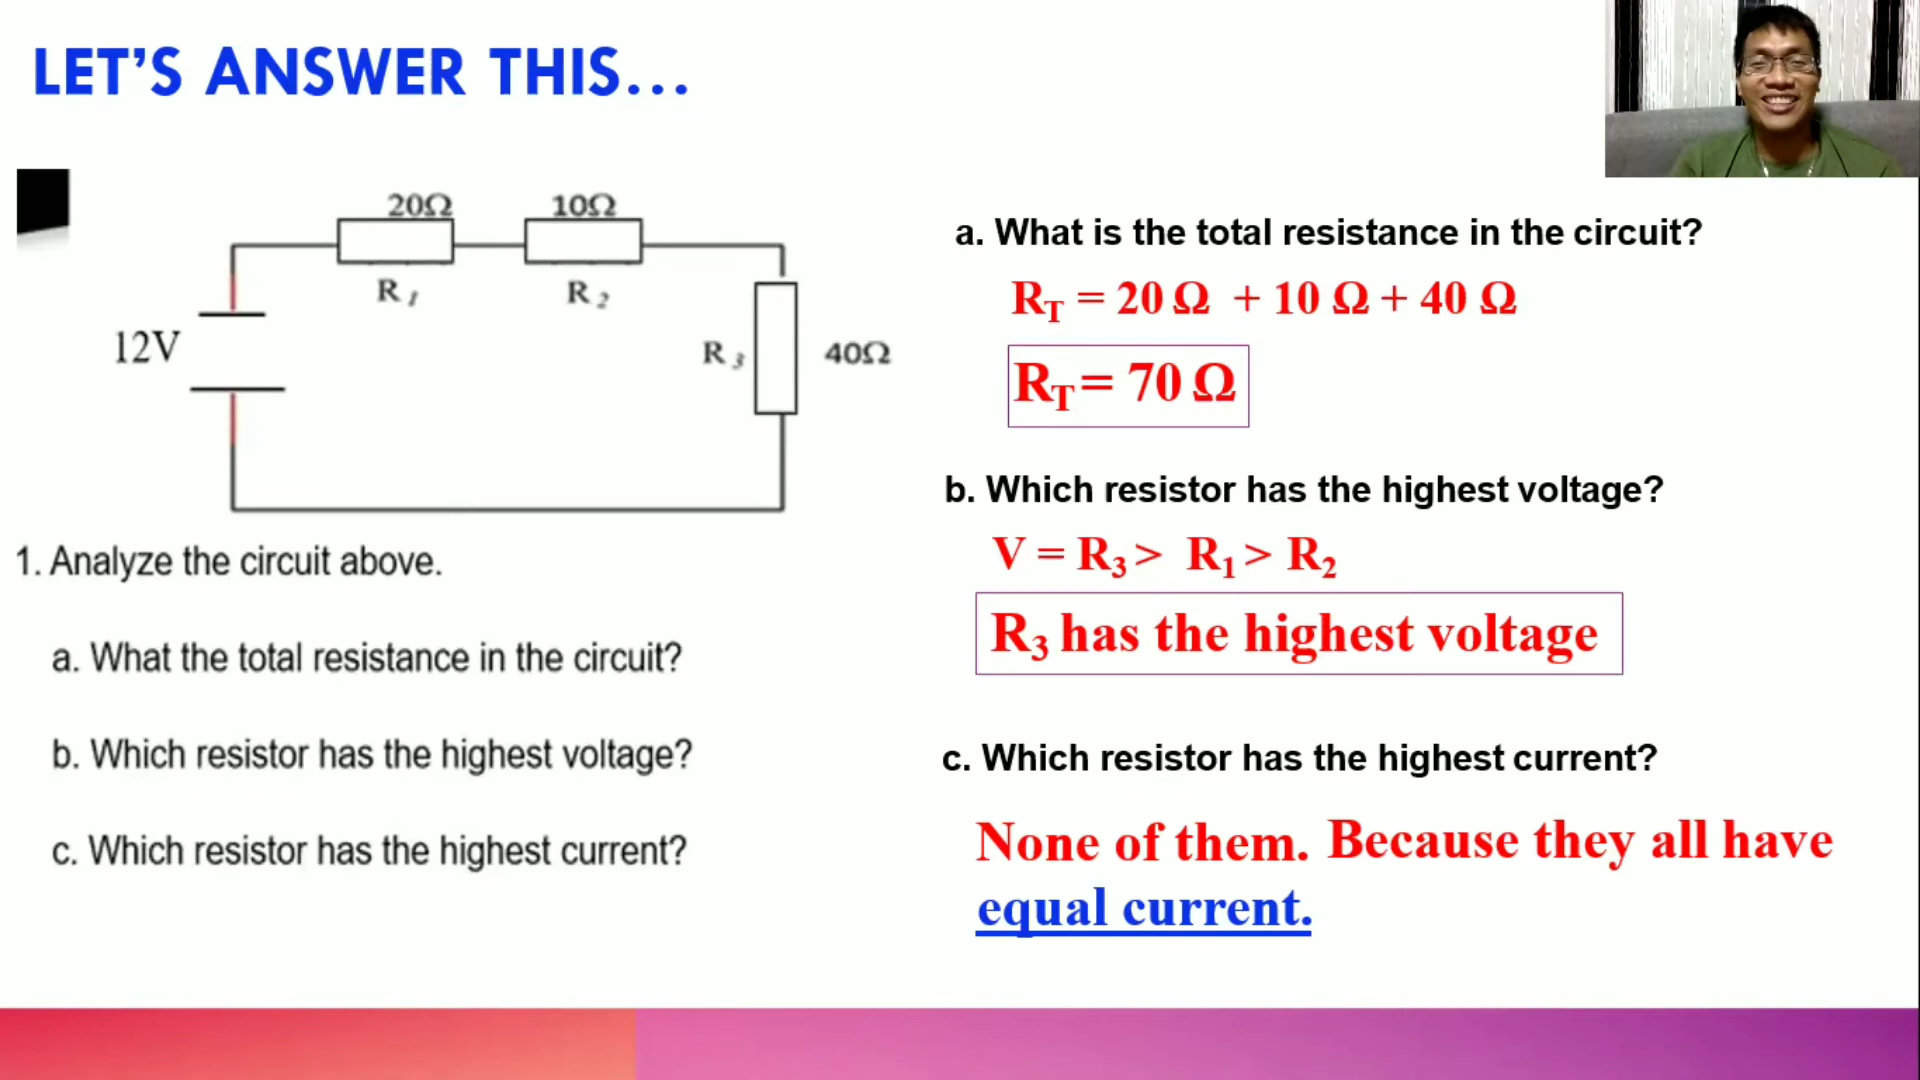 LET'S ANSWER THIS...
20Ω
10Ω
R1
R2
12V
R3
40Ω
1. Analyze the circuit above.
a. What the total resistance in the circuit?
b. Which resistor has the highest voltage?
c. Which resistor has the highest current?
a. What is the total resistance in the circuit?
RT = 20 Ω + 10 Ω + 40 Ω
RT = 70 Ω
b. Which resistor has the highest voltage?
V = R3 > R1 > R2
R3 has the highest voltage
c. Which resistor has the highest current?
None of them. Because they all have
equal current.